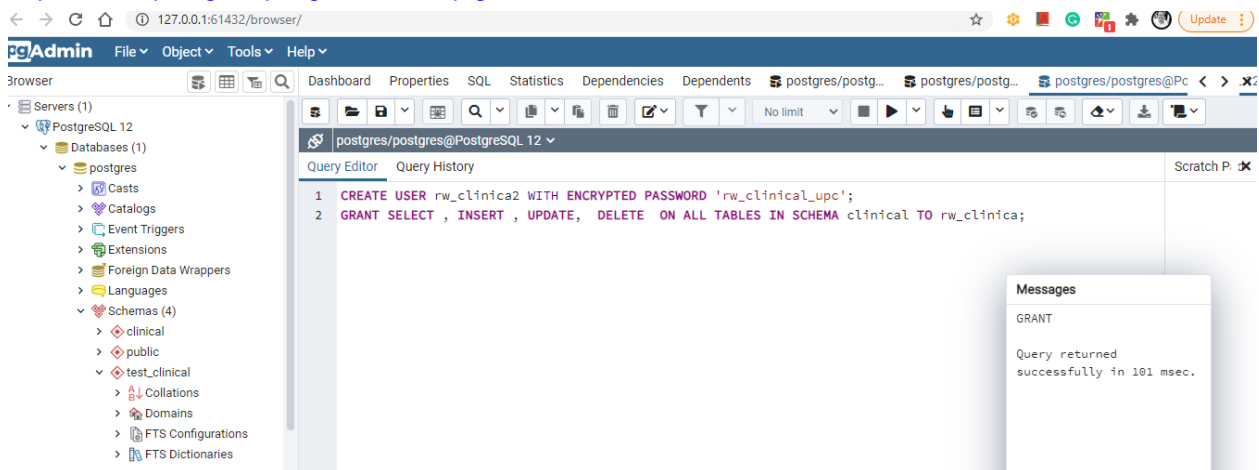 127.0.0.1:61432/browser/
Update
pgAdmin File Object Tools Help
Browser
Dashboard Properties SQL Statistics Dependencies Dependents postgres/postg... postgres/postg... postgres/postgres@Po
Servers (1)
PostgreSQL 12
Databases (1)
postgres
Casts
Catalogs
Event Triggers
Extensions
Foreign Data Wrappers
Languages
Schemas (4)
clinical
public
test_clinical
Collations
Domains
FTS Configurations
FTS Dictionaries
No limit
postgres/postgres@PostgreSQL 12
Query Editor Query History
Scratch Pa
1 CREATE USER rw_clinica2 WITH ENCRYPTED PASSWORD 'rw_clinical_upc';
2 GRANT SELECT , INSERT , UPDATE, DELETE ON ALL TABLES IN SCHEMA clinical TO rw_clinica;
Messages
GRANT
Query returned
successfully in 101 msec.